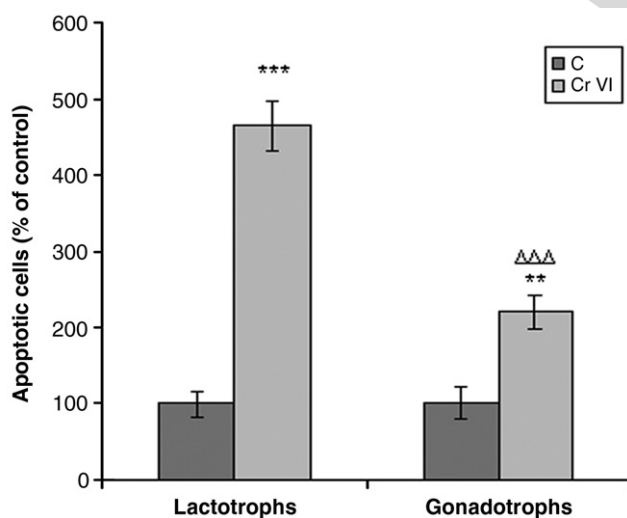 Apoptotic cells (% of control)
600
500
400
300
200
100
0
***
ΔΔΔ
**
C
Cr VI
Lactotrophs
Gonadotrophs